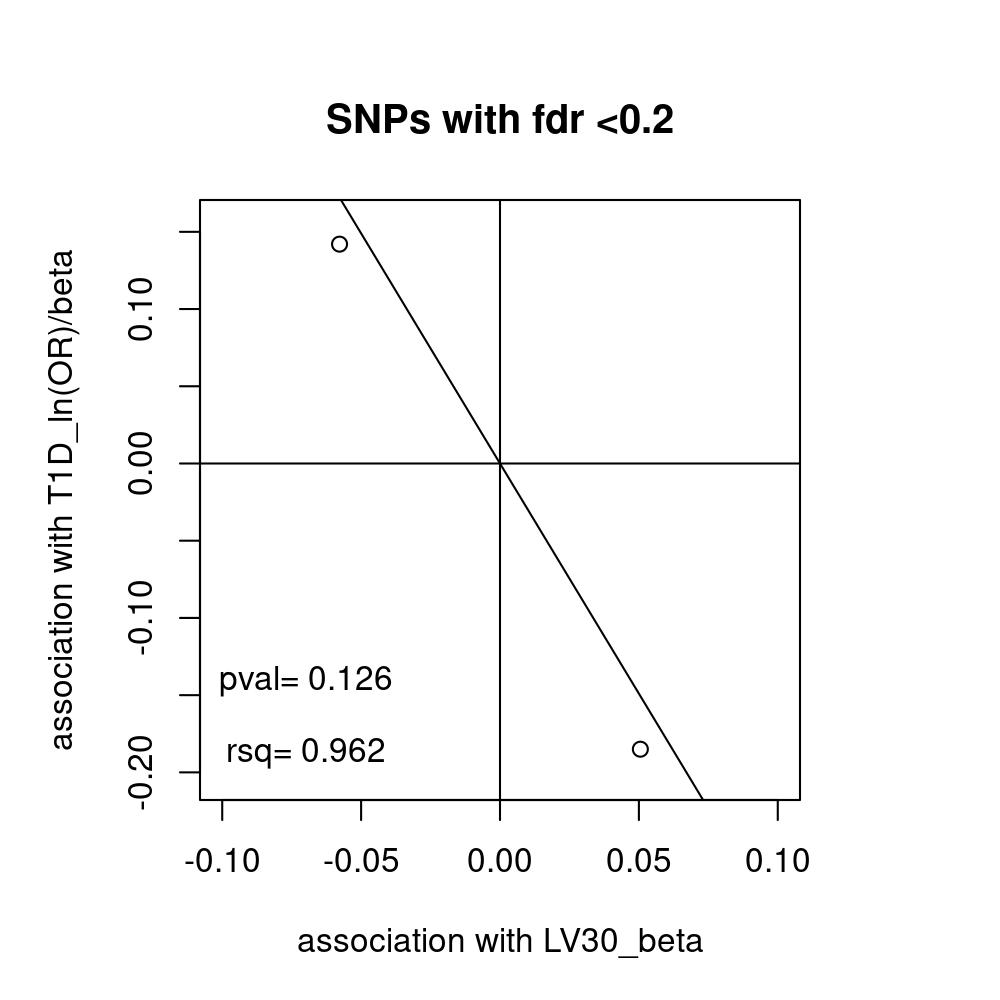 SNPs with fdr <0.2
association with T1D_ln(OR)/beta
0.10
0.00
-0.10
-0.20
pval= 0.126
rsq= 0.962
-0.10
-0.05
0.00
0.05
0.10
association with LV30_beta